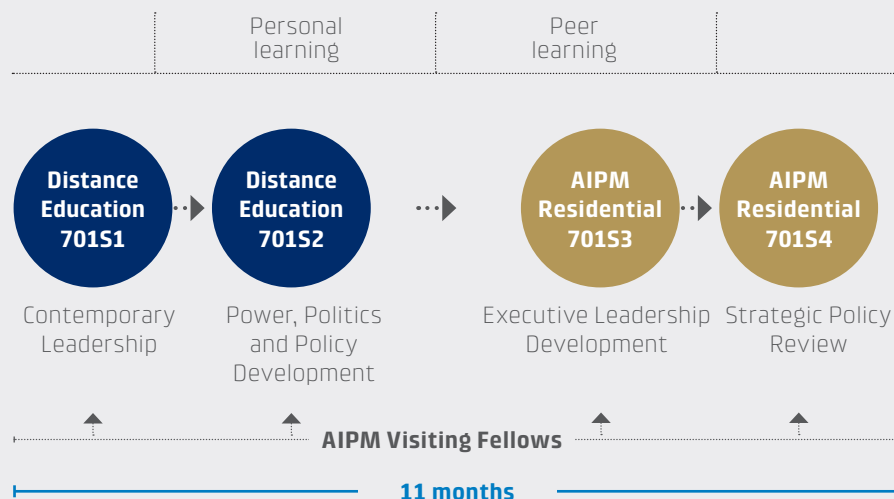 Personal
learning
Peer
learning
Distance
Education
701S1
Distance
Education
701S2
AIPM
Residential
701S3
AIPM
Residential
701S4
Contemporary
Leadership
Power, Politics
and Policy
Development
Executive Leadership
Development
Strategic Policy
Review
AIPM Visiting Fellows
11 months